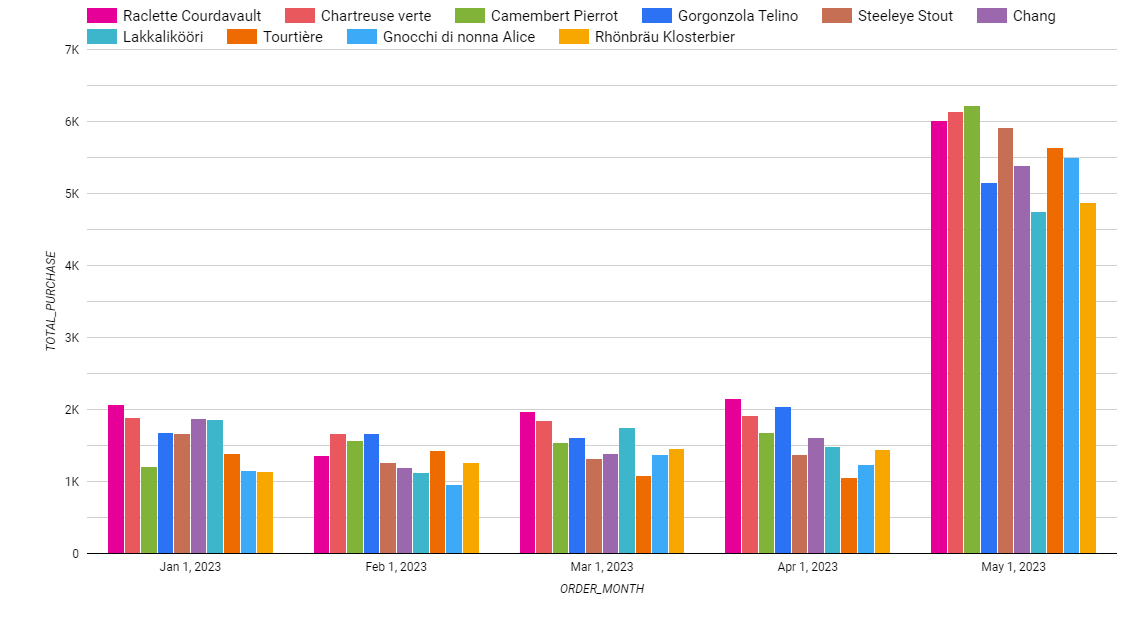 Raclette Courdavault Chartreuse verte Camembert Pierrot Gorgonzola Telino Steeleye Stout Chang
Lakkalikööri Tourtière Gnocchi di nonna Alice Rhönbräu Klosterbier
7K
6K
5K
4K
3K
2K
1K
0
TOTAL_PURCHASE
Jan 1, 2023 Feb 1, 2023 Mar 1, 2023 Apr 1, 2023 May 1, 2023
ORDER_MONTH